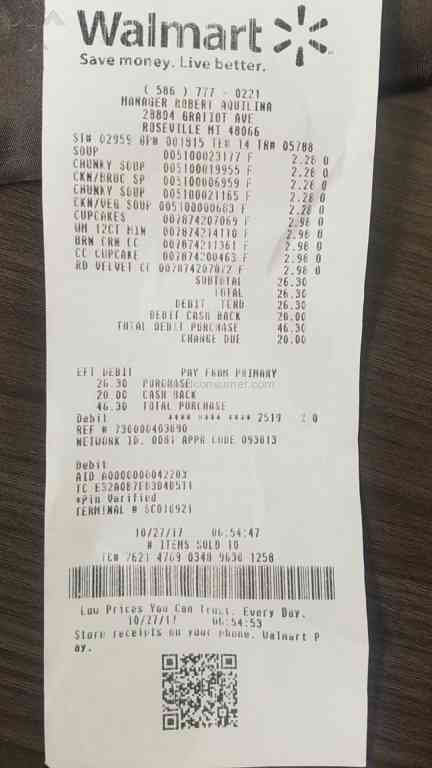 Walmart
Save money. Live better.
( 586 ) 777 - 0221
MANAGER ROBERT AQUILINA
28804 GRATIOT AVE
ROSEVILLE MI 48066
ST# 02959 OP# 001815 TE# 14 TR# 05788
SOUP 005100023177 F 2.28 O
CHUNKY SOUP 005100019955 F 2.28 O
CKN/BROC SP 005100006959 F 2.28 O
CHUNKY SOUP 005100021165 F 2.28 O
CKN/VEG SOUP 005100000683 F 2.28 O
CUPCAKES 007874207069 F 2.98 O
WM 12CT MIN 007874214110 F 2.98 O
BRN CRM CC 007874211361 F 2.98 O
CC CUPCAKE 007874200463 F 2.98 O
RD VELVET CC 007874207072 F 2.98 O
SUBTOTAL 26.30
TOTAL 26.30
DEBIT TEND 26.30
DEBIT CASH BACK 20.00
TOTAL DEBIT PURCHASE 46.30
CHANGE DUE 20.00
EFT DEBIT PAY FROM PRIMARY
26.30 PURCHASE
consumer.com
20.00 CASH BACK
46.30 TOTAL PURCHASE
Debit **** **** **** 2519 0
REF # 730000403690
NETWORK ID. 0081 APPR CODE 093013
Debit
AID A0000000042203
TC
*Pin Verified
TERMINAL # SC010921
10/27/17 06:54:47
# ITEMS SOLD 10
TC# 7621 4769 0348 9630 1258
Low Prices You Can Trust. Every Day.
10/27/17 06:54:53
Store receipts on your phone. Walmart P
ay.